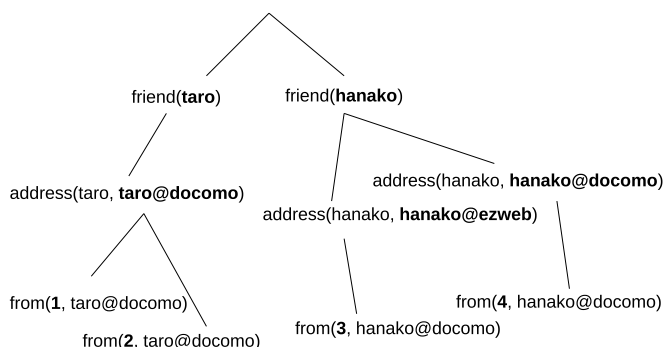 friend(taro)
friend(hanako)
address(taro, taro@docomo)
address(hanako, hanako@docomo)
address(hanako, hanako@ezweb)
from(1, taro@docomo)
from(2, taro@docomo)
from(3, hanako@docomo)
from(4, hanako@docomo)